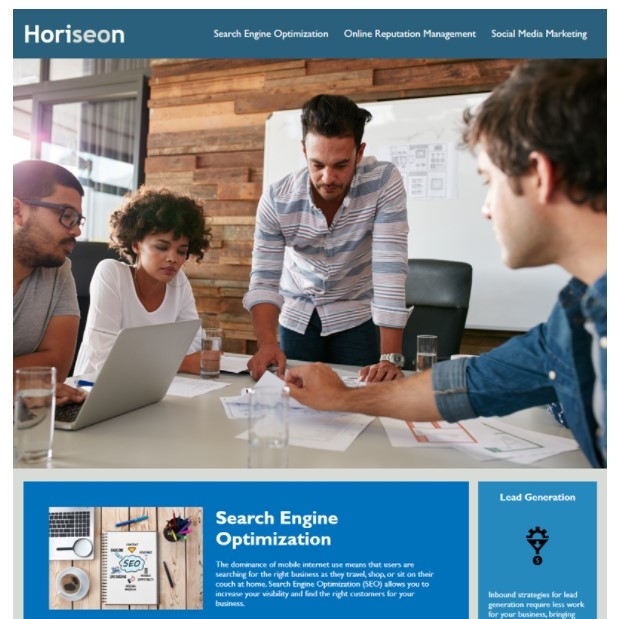 Horiseon
Search Engine Optimization Online Reputation Management Social Media Marketing
Search Engine
Optimization
The dominance of mobile internet use means that users are
searching for the right business as they travel, shop, or sit on their
couch at home. Search Engine Optimization (SEO) allows you to
increase your visibility and find the right customers for your
business.
SEO
Lead Generation
Inbound strategies for lead
generation require less work
for your business, bringing